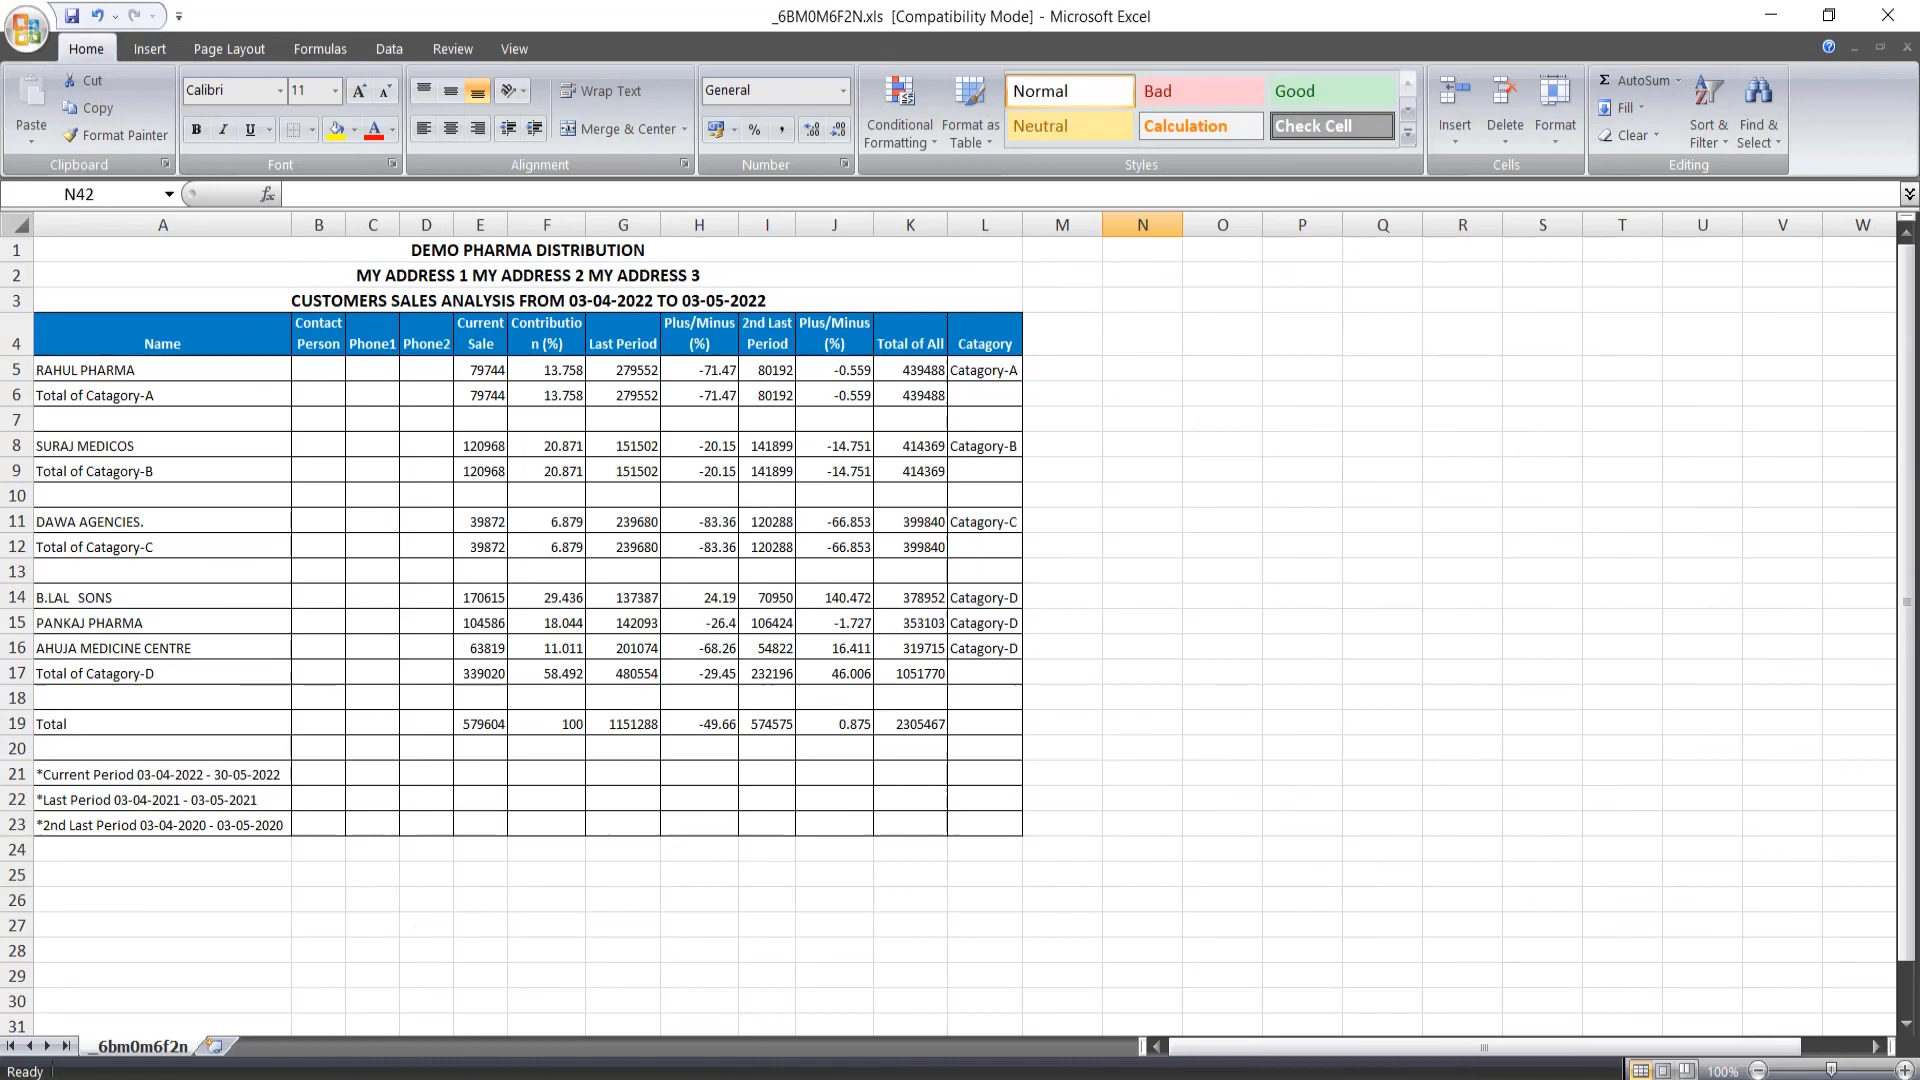 _6BM0M6F2N.xls [Compatibility Mode] - Microsoft Excel
Home Insert Page Layout Formulas Data Review View
Paste Cut Copy Format Painter Clipboard
Calibri 11 B I U Font
Wrap Text Merge & Center Alignment
General % , Number
Conditional Formatting Format as Table
Normal Bad Good
Neutral Calculation Check Cell
Styles
Insert Delete Format Cells
Σ AutoSum Fill Clear Sort & Filter Find & Select Editing
N42 fx
A B C D E F G H I J K L M N O P Q R S T U V W
1 DEMO PHARMA DISTRIBUTION
2 MY ADDRESS 1 MY ADDRESS 2 MY ADDRESS 3
3 CUSTOMERS SALES ANALYSIS FROM 03-04-2022 TO 03-05-2022
4 Name Contact Person Phone1 Phone2 Current Sale Contribution (%) Last Period Plus/Minus (%) 2nd Last Period Plus/Minus (%) Total of All Catagory
5 RAHUL PHARMA 79744 13.758 279552 -71.47 80192 -0.559 439488 Catagory-A
6 Total of Catagory-A 79744 13.758 279552 -71.47 80192 -0.559 439488
7
8 SURAJ MEDICOS 120968 20.871 151502 -20.15 141899 -14.751 414369 Catagory-B
9 Total of Catagory-B 120968 20.871 151502 -20.15 141899 -14.751 414369
10
11 DAWA AGENCIES. 39872 6.879 239680 -83.36 120288 -66.853 399840 Catagory-C
12 Total of Catagory-C 39872 6.879 239680 -83.36 120288 -66.853 399840
13
14 B.LAL SONS 170615 29.436 137387 24.19 70950 140.472 378952 Catagory-D
15 PANKAJ PHARMA 104586 18.044 142093 -26.4 106424 -1.727 353103 Catagory-D
16 AHUJA MEDICINE CENTRE 63819 11.011 201074 -68.26 54822 16.411 319715 Catagory-D
17 Total of Catagory-D 339020 58.492 480554 -29.45 232196 46.006 1051770
18
19 Total 579604 100 1151288 -49.66 574575 0.875 2305467
20
21 *Current Period 03-04-2022 - 30-05-2022
22 *Last Period 03-04-2021 - 03-05-2021
23 *2nd Last Period 03-04-2020 - 03-05-2020
24
25
26
27
28
29
30
31
_6bm0m6f2n
Ready 100%